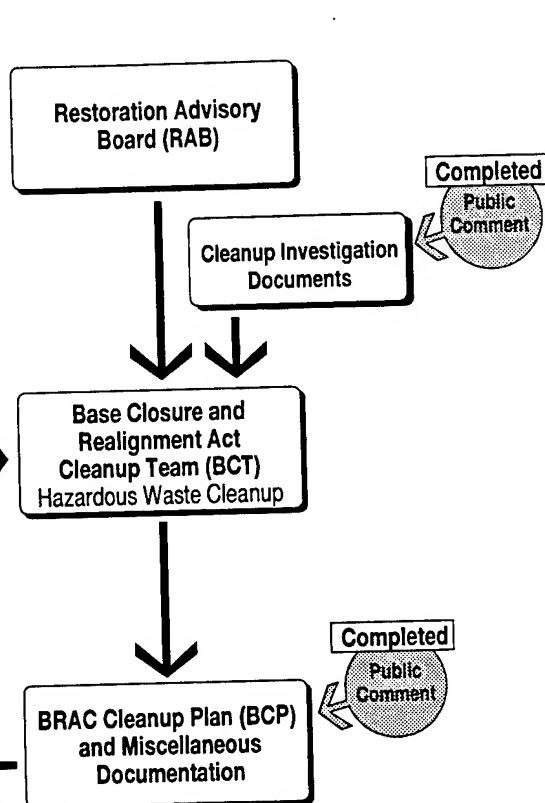 Restoration Advisory
Board (RAB)
Completed
Public
Comment
Cleanup Investigation
Documents
Base Closure and
Realignment Act
Cleanup Team (BCT)
Hazardous Waste Cleanup
Completed
Public
Comment
BRAC Cleanup Plan (BCP)
and Miscellaneous
Documentation